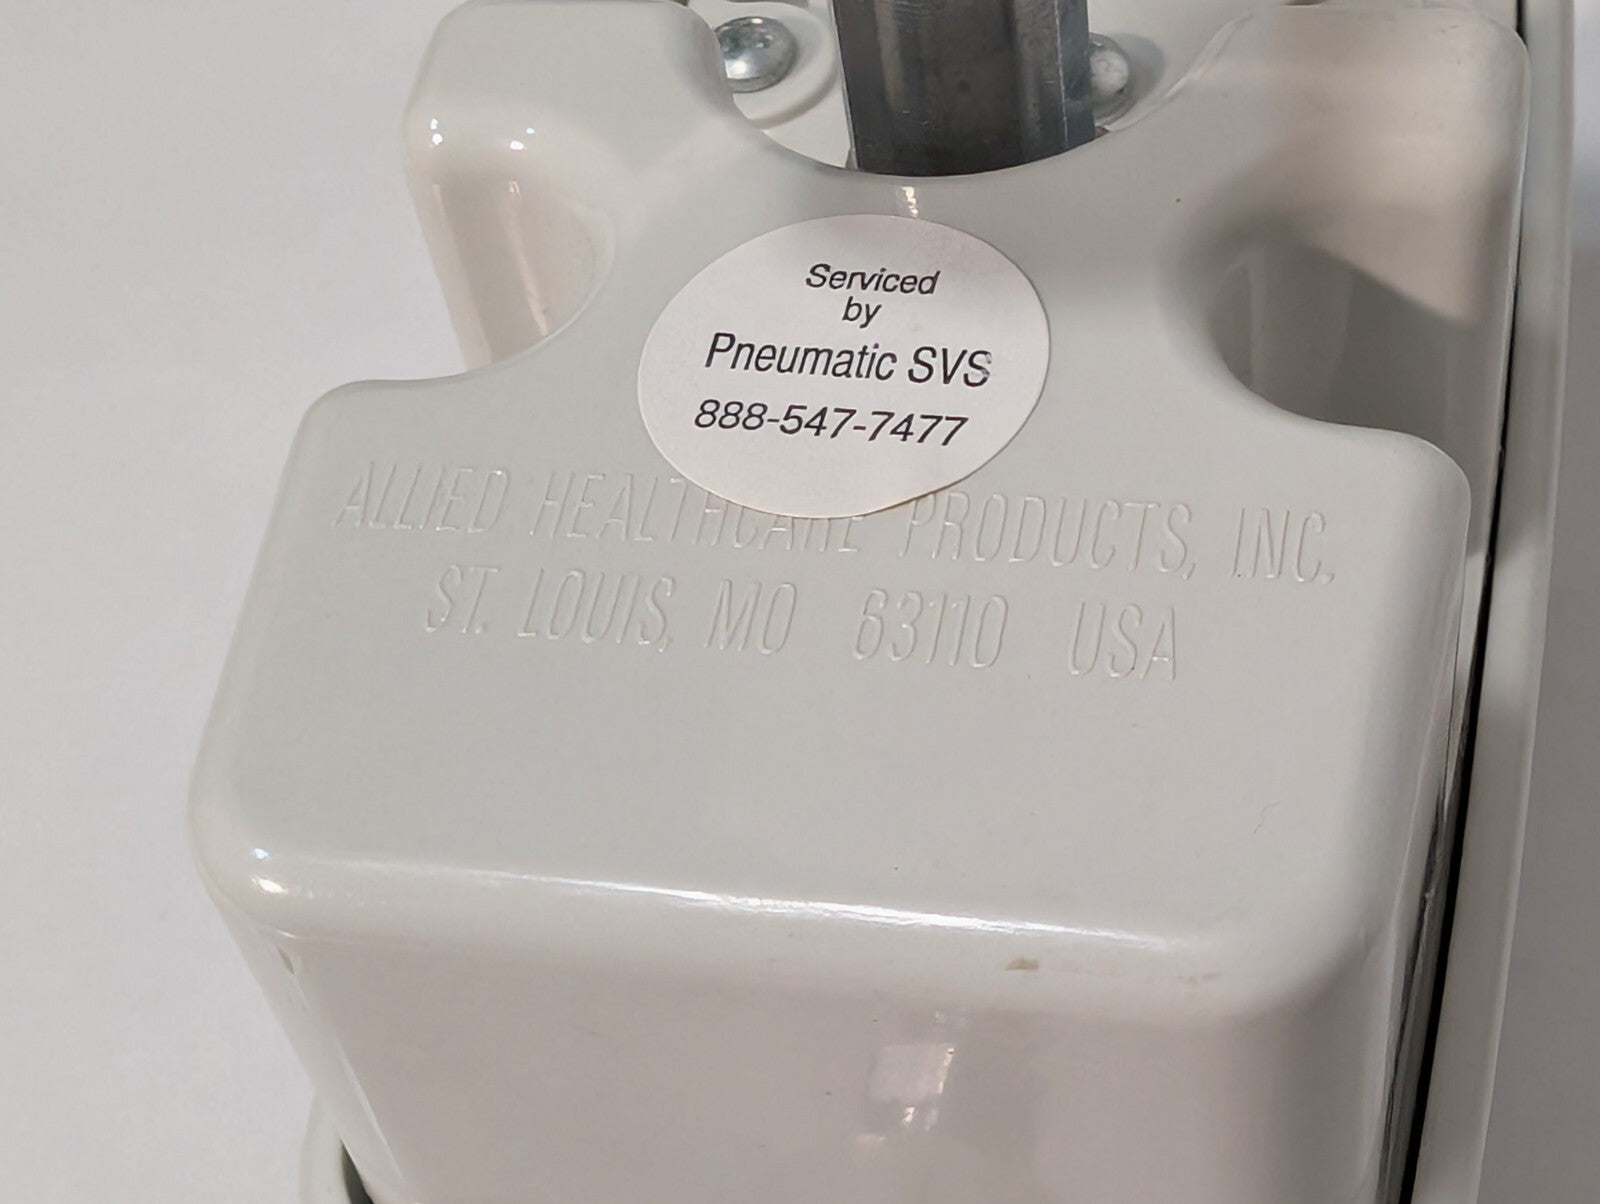 Serviced
by
Pneumatic SVS
888-547-7477
ALLIED HEALTHCARE PRODUCTS, INC.
ST. LOUIS, MO 63110 USA